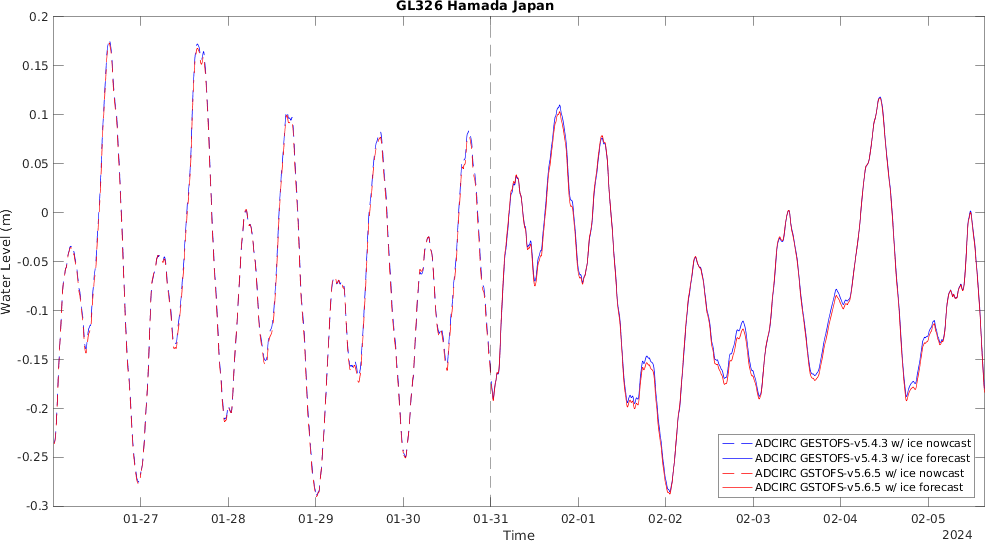 GL326 Hamada Japan
0.2
0.15
0.1
0.05
0
-0.05
-0.1
-0.15
-0.2
-0.25
-0.3
Water Level (m)
ADCIRC GESTOFS-v5.4.3 w/ ice nowcast
ADCIRC GESTOFS-v5.4.3 w/ ice forecast
ADCIRC GSTOFS-v5.6.5 w/ ice nowcast
ADCIRC GSTOFS-v5.6.5 w/ ice forecast
01-27 01-28 01-29 01-30 01-31 02-01 02-02 02-03 02-04 02-05
Time
2024